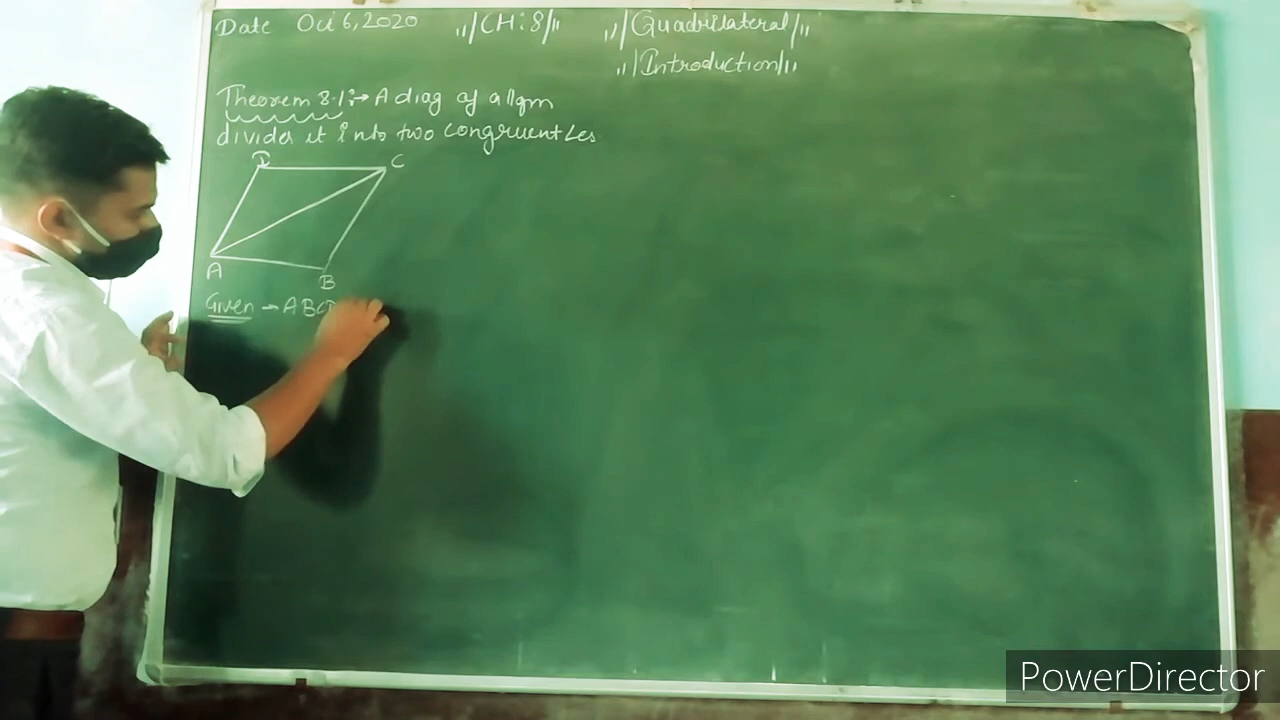 Date Oct 6, 2020 ,,/CH:8/,, ,,/Quadrilateral/,,
,,/Introduction/,,
Theorem 8.1:→ A diag of a llgm
divides it into two congruent ∠es
D C
A B
Given → ABCD
PowerDirector